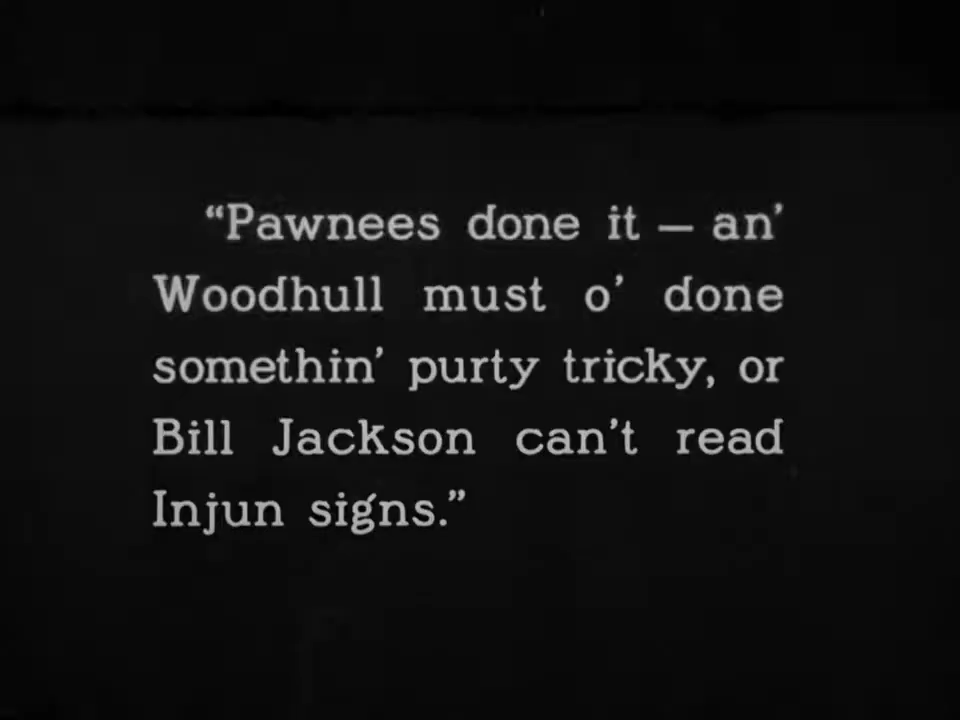 “Pawnees done it — an’
Woodhull must o’ done
somethin’ purty tricky, or
Bill Jackson can’t read
Injun signs.”